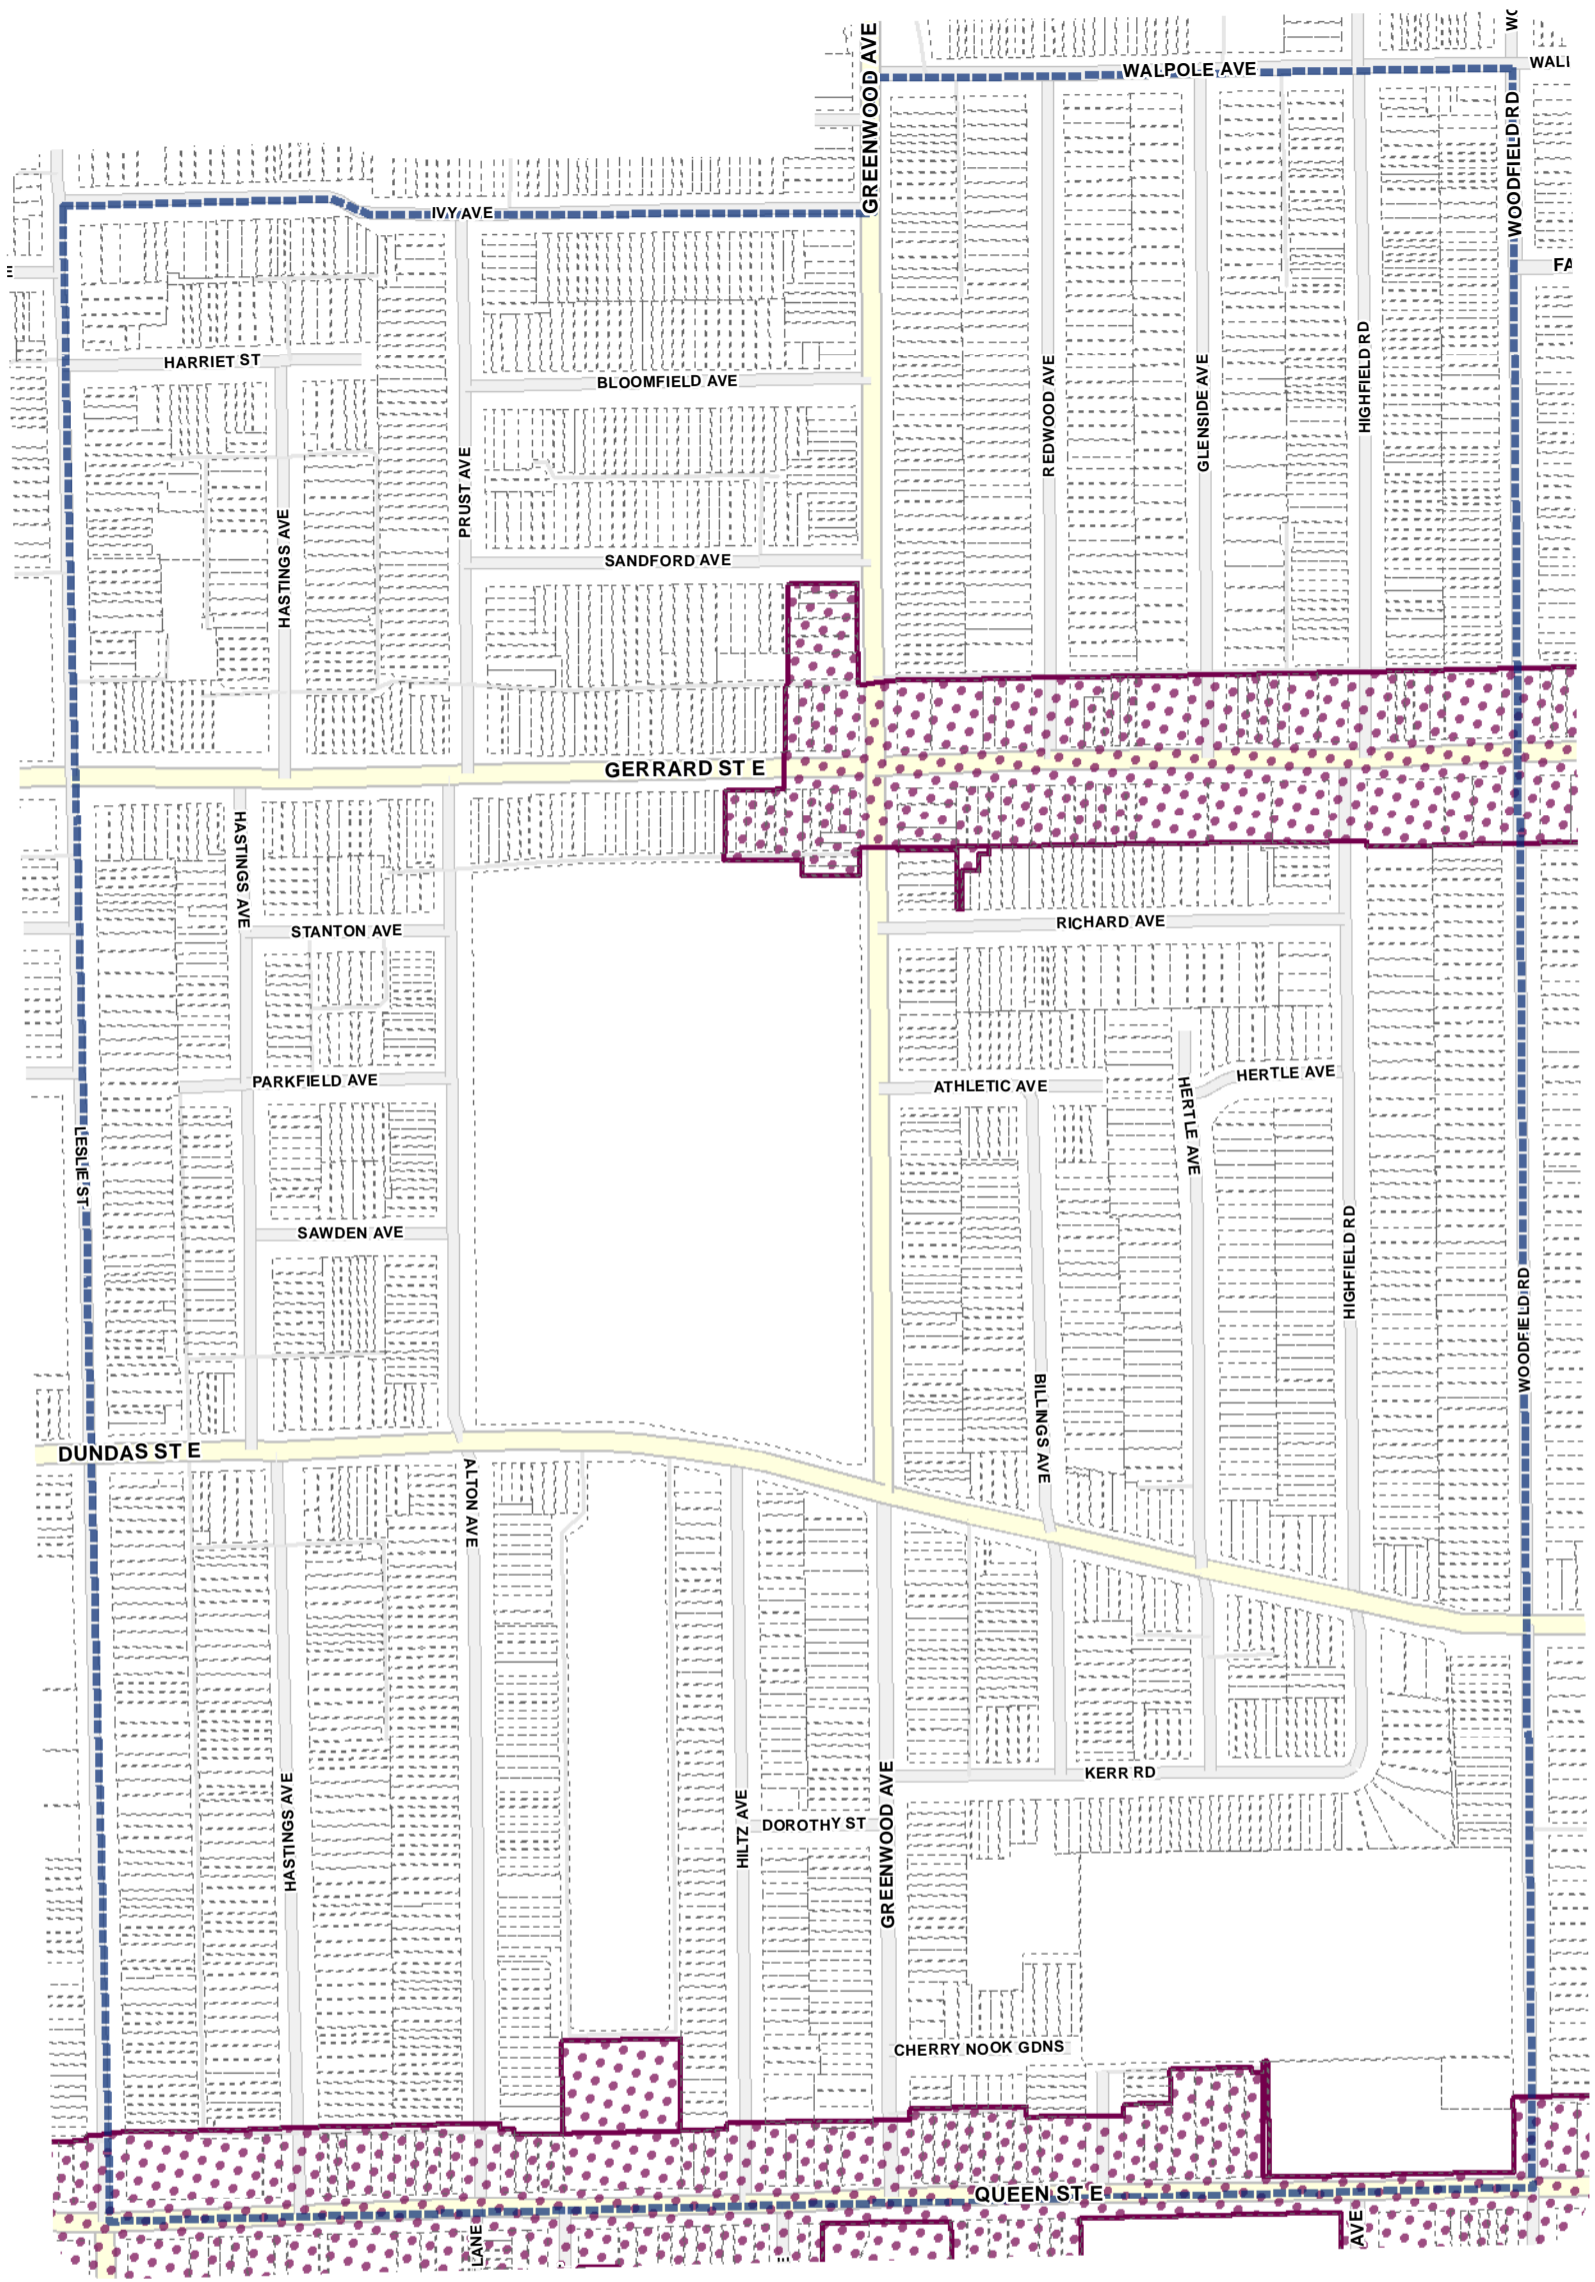 WO
GREENWOOD AVE
WALPOLE AVE
WALI
WOODFIELD RD
IVY AVE
FA
E
HARRIET ST
BLOOMFIELD AVE
HIGHFIELD RD
REDWOOD AVE
GLENSIDE AVE
PRUST AVE
HASTINGS AVE
SANDFORD AVE
GERRARD ST E
HASTINGS AVE
STANTON AVE
RICHARD AVE
PARKFIELD AVE
ATHLETIC AVE
HERTLE AVE
HERTLE AVE
LESLIE ST
SAWDEN AVE
HIGHFIELD RD
WOODFIELD RD
BILLINGS AVE
DUNDAS ST E
ALTON AVE
KERR RD
HASTINGS AVE
HILTZ AVE
DOROTHY ST
GREENWOOD AVE
CHERRY NOOK GDNS
QUEEN ST E
LANE
AVE